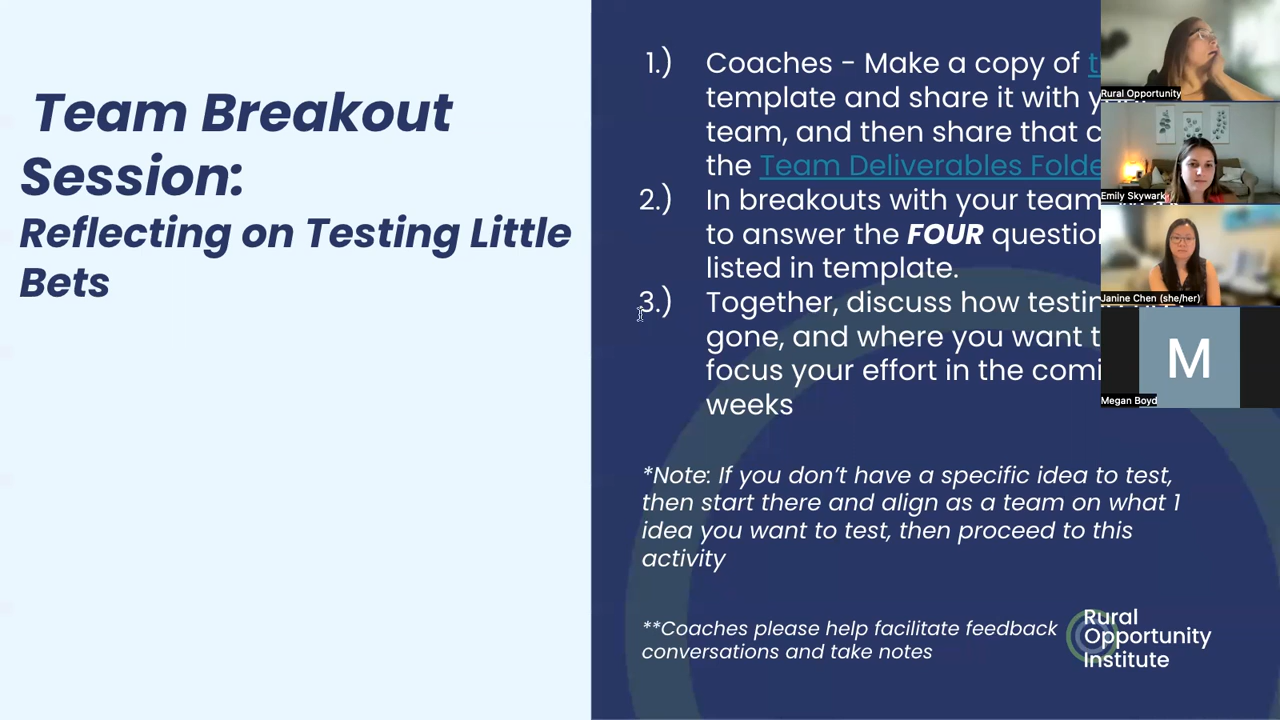 Team Breakout
Session:
Reflecting on Testing Little
Bets
1.) Coaches - Make a copy of
template and share it with
team, and then share that
the Team Deliverables
2.) In breakouts with your team
to answer the FOUR
listed in template.
3.) Together, discuss how
gone, and where you want
focus your effort in the
weeks
*Note: If you don't have a specific idea to test,
then start there and align as a team on what 1
idea you want to test, then proceed to this
activity
**Coaches please help facilitate feedback
conversations and take notes
Rural
Opportunity
Institute
Rural Opportunity
Emily Skywark
Janine Chen (she/her)
M
Megan Boyd